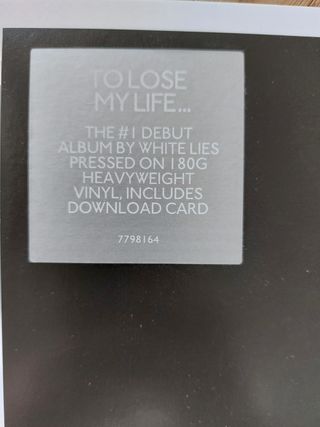 TO LOSE
MY LIFE...
THE #1 DEBUT
ALBUM BY WHITE LIES
PRESSED ON 180G
HEAVYWEIGHT
VINYL, INCLUDES
DOWNLOAD CARD
7798164